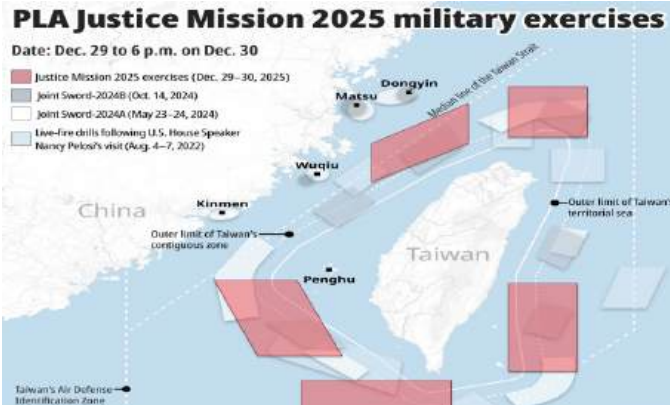 PLA Justice Mission 2025 military exercises
Date: Dec. 29 to 6 p.m. on Dec. 30
Justice Mission 2025 exercises (Dec. 29–30, 2025)
Joint Sword-2024B (Oct. 14, 2024)
Joint Sword-2024A (May 23–24, 2024)
Live-fire drills following U.S. House Speaker
Nancy Pelosi's visit (Aug. 4–7, 2022)
Dongyin
Matsu
Median line of the Taiwan Strait
Wuqiu
Kinmen
China
Outer limit of Taiwan's
contiguous zone
Outer limit of Taiwan's
territorial sea
Taiwan
Penghu
Taiwan's Air Defense
Identification Zone